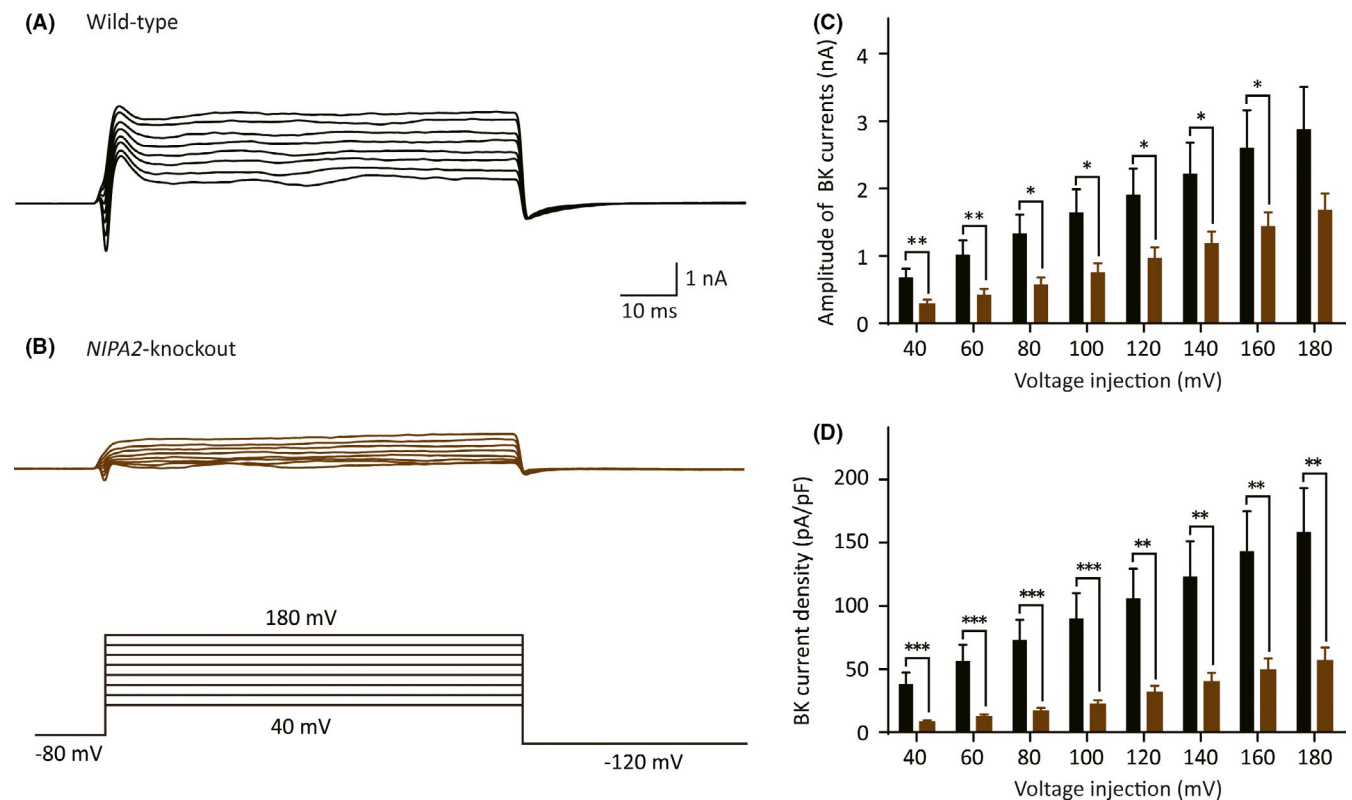 (A) Wild-type
1 nA
10 ms
(B) NIPA2-knockout
180 mV
40 mV
-80 mV
-120 mV
(C)
Amplitude of BK currents (nA)
4
3
2
1
0
** ** * * * * *
40 60 80 100 120 140 160 180
Voltage injection (mV)
(D)
BK current density (pA/pF)
200
150
100
50
0
*** *** *** *** ** ** ** **
40 60 80 100 120 140 160 180
Voltage injection (mV)